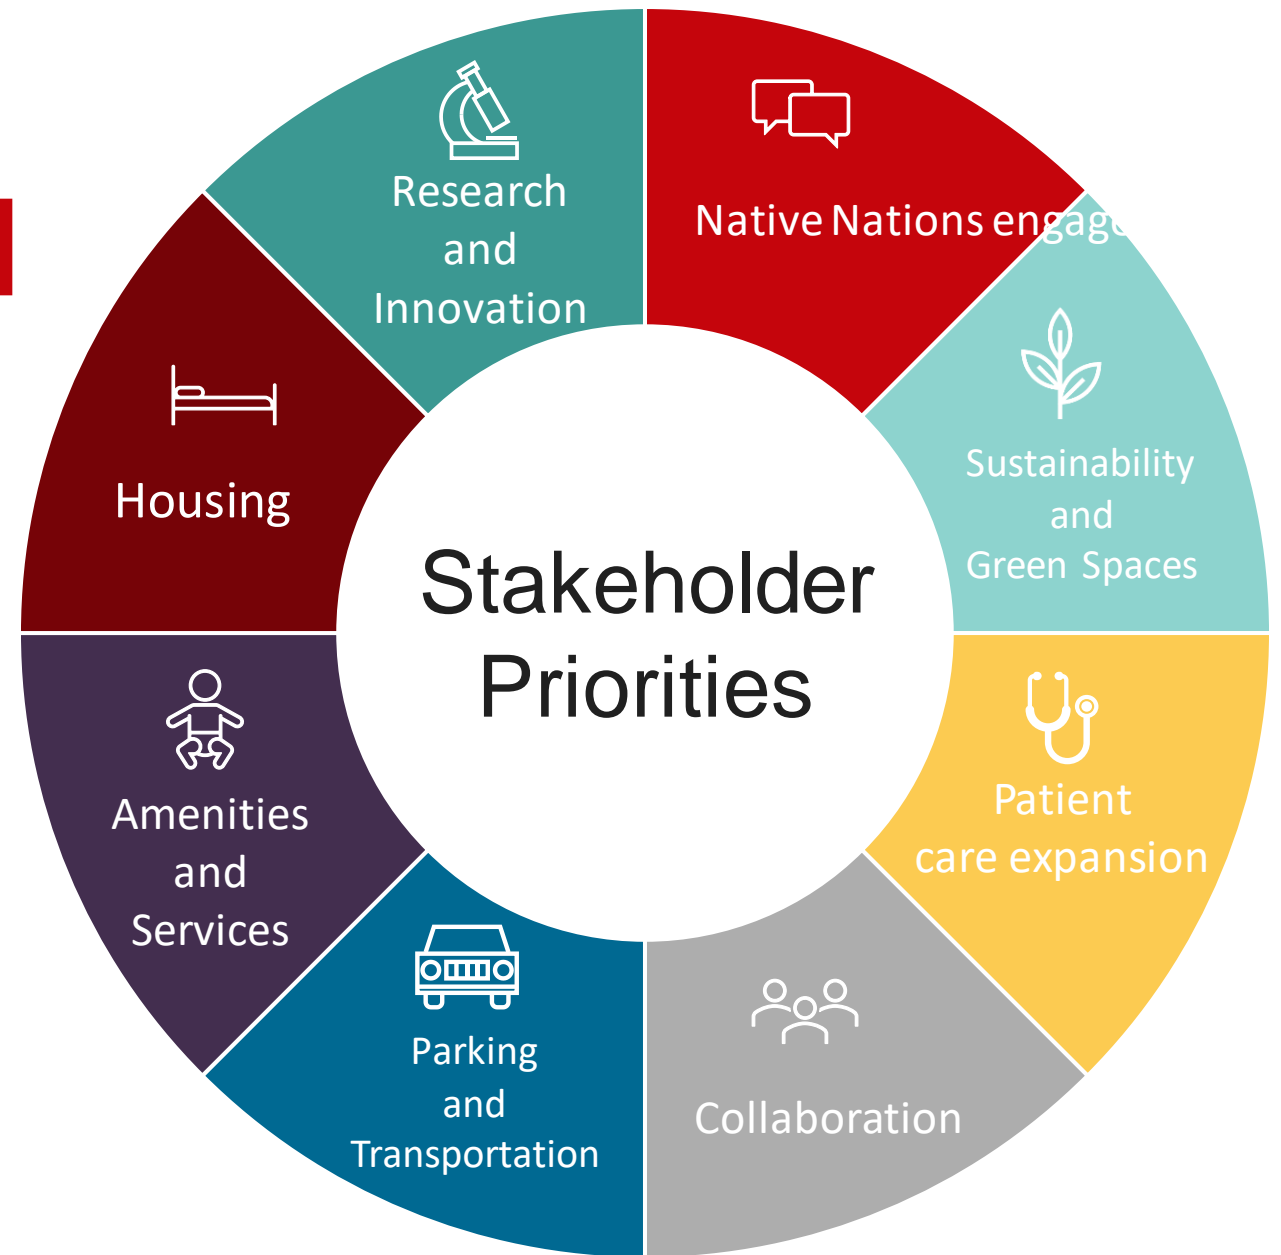 Native Nations engage
Sustainability
and
Green Spaces
Patient
care expansion
Collaboration
Parking
and
Transportation
Amenities
and
Services
Housing
Research
and
Innovation
Stakeholder
Priorities